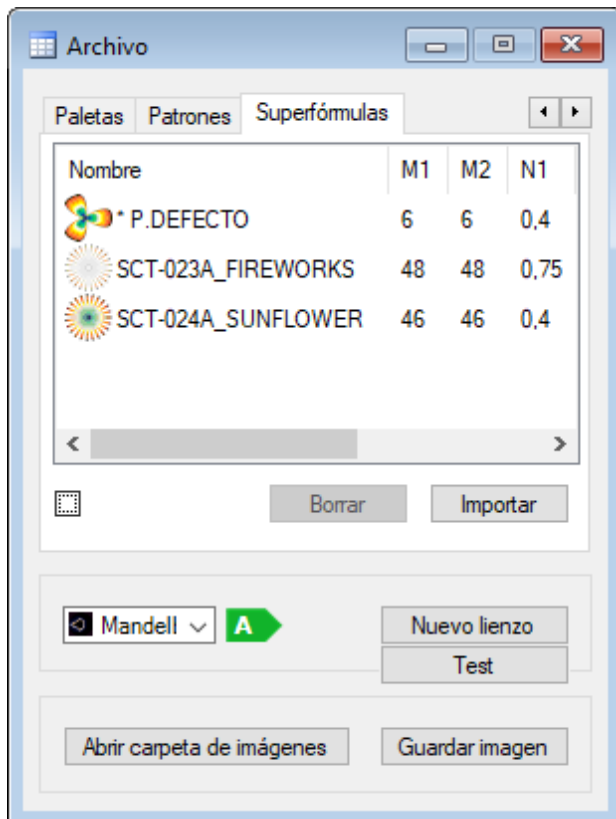 Archivo
Paletas Patrones Superfórmulas
Nombre M1 M2 N1
* P.DEFECTO 6 6 0,4
SCT-023A_FIREWORKS 48 48 0,75
SCT-024A_SUNFLOWER 46 46 0,4
Borrar Importar
Mandell A Nuevo lienzo
Test
Abrir carpeta de imágenes Guardar imagen